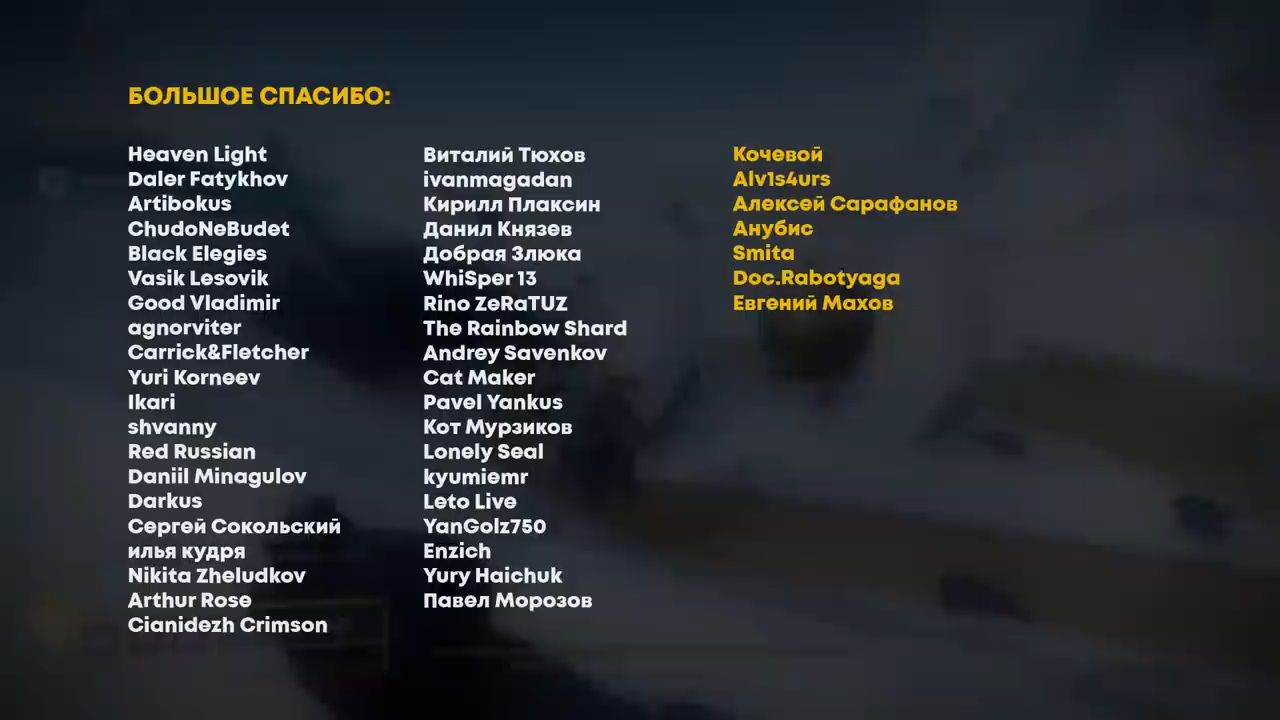 БОЛЬШОЕ СПАСИБО:
Heaven Light
Daler Fatykhov
Artibokus
ChudoNeBudet
Black Elegies
Vasik Lesovik
Good Vladimir
agnorviter
Carrick&Fletcher
Yuri Korneev
Ikari
shvanny
Red Russian
Daniil Minagulov
Darkus
Сергей Сокольский
илья кудря
Nikita Zheludkov
Arthur Rose
Cianidezh Crimson
Виталий Тюхов
ivanmagadan
Кирилл Плаксин
Данил Князев
Добрая Злюка
WhiSper 13
Rino ZeRaTUZ
The Rainbow Shard
Andrey Savenkov
Cat Maker
Pavel Yankus
Кот Мурзиков
Lonely Seal
kyumiemr
Leto Live
YanGolz750
Enzich
Yury Haichuk
Павел Морозов
Кочевой
Alv1s4urs
Алексей Сарафанов
Анубис
Smita
Doc.Rabotyaga
Евгений Махов